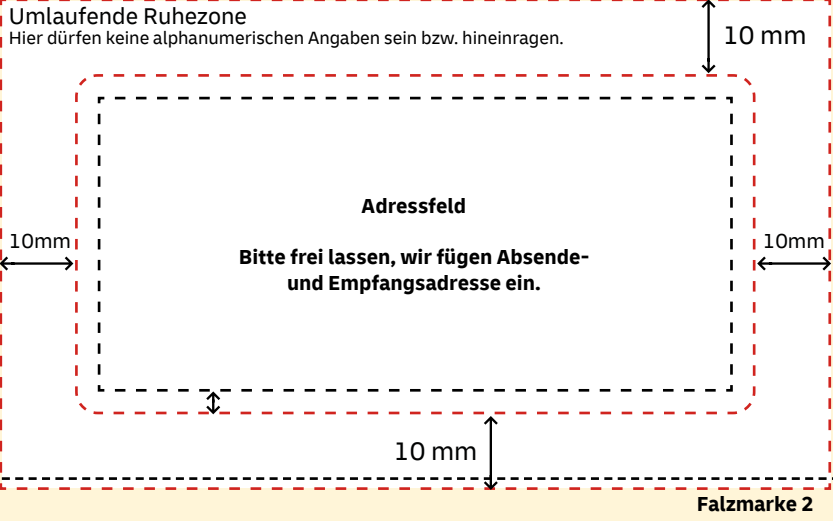 Umlaufende Ruhezone
Hier dürfen keine alphanumerischen Angaben sein bzw. hineinragen.
10 mm
Adressfeld
10mm
10mm
Bitte frei lassen, wir fügen Absende-
und Empfangsadresse ein.
10 mm
Falzmarke 2